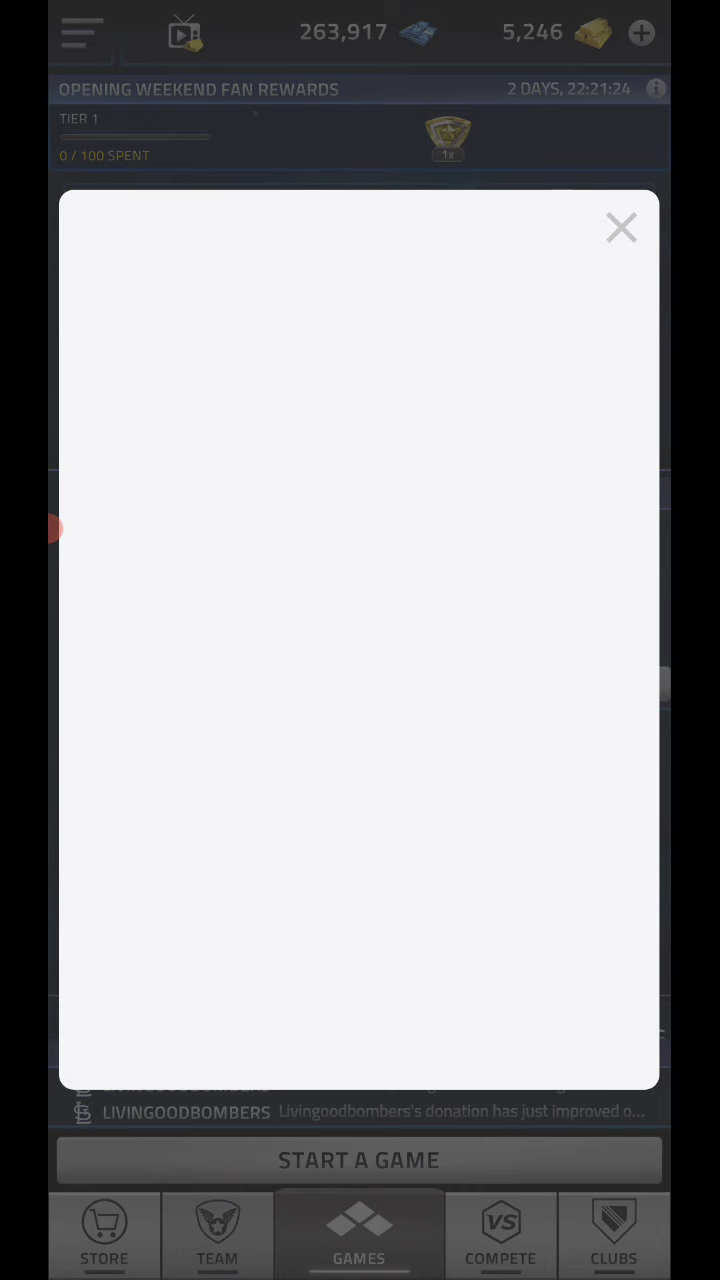 263,917
5,246
OPENING WEEKEND FAN REWARDS 2 DAYS, 22:21:24
TIER 1
0 / 100 SPENT
1x
LIVINGOODBOMBERS Livingoodbombers's donation has just improved o...
START A GAME
STORE
TEAM
GAMES
VS
COMPETE
CLUBS